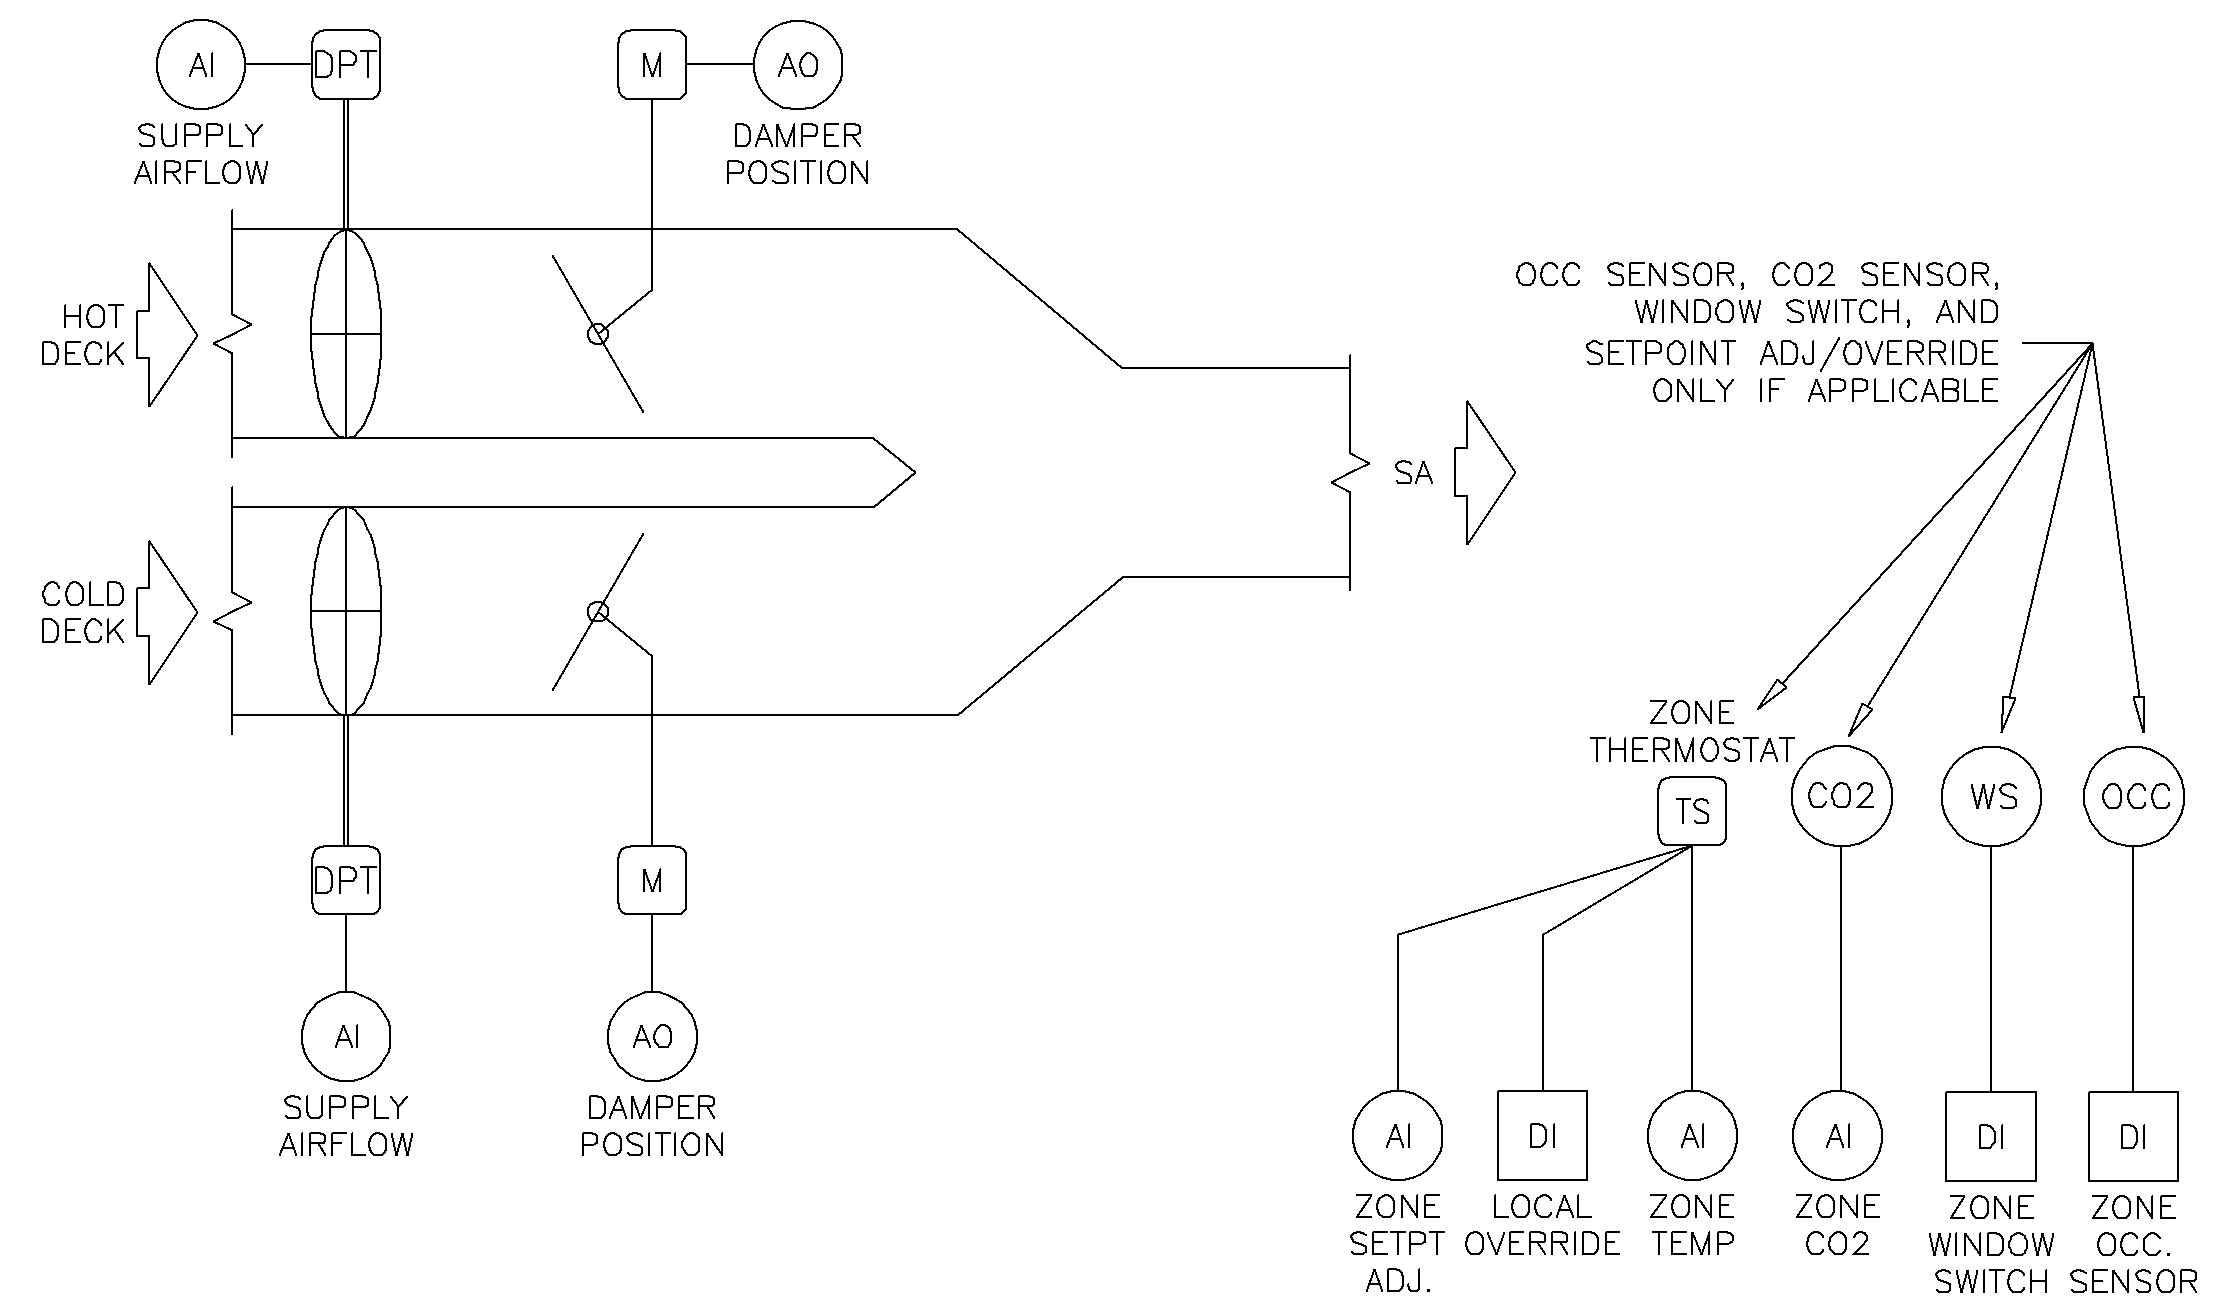 AI
DPT
M
AO
SUPPLY
AIRFLOW
DAMPER
POSITION
HOT
DECK
OCC SENSOR, CO2 SENSOR,
WINDOW SWITCH, AND
SETPOINT ADJ/OVERRIDE
ONLY IF APPLICABLE
SA
COLD
DECK
ZONE
THERMOSTAT
TS
CO2
WS
OCC
DPT
M
AI
AO
SUPPLY
AIRFLOW
DAMPER
POSITION
AI
DI
AI
AI
DI
DI
ZONE
SETPT
ADJ.
LOCAL
OVERRIDE
ZONE
TEMP
ZONE
CO2
ZONE
WINDOW
SWITCH
ZONE
OCC.
SENSOR